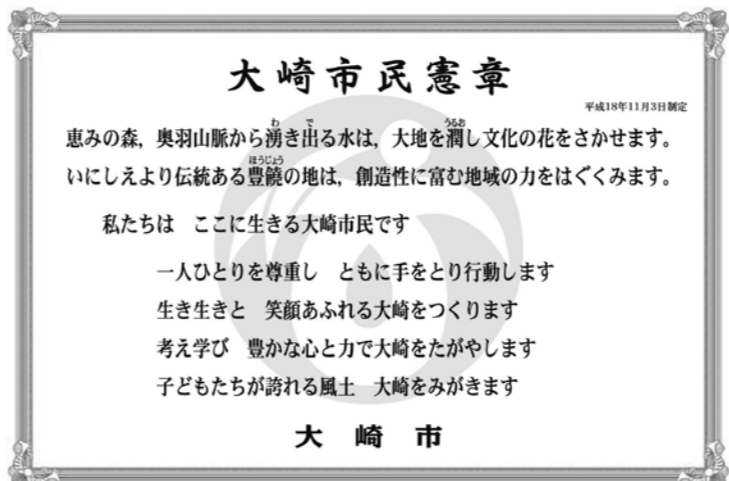 大崎市民憲章
平成18年11月3日制定
恵みの森，奥羽山脈から湧き出る水は，大地を潤し文化の花をさかせます。
いにしえより伝統ある豊饒の地は，創造性に富む地域の力をはぐくみます。
私たちは　ここに生きる大崎市民です
一人ひとりを尊重し　ともに手をとり行動します
生き生きと　笑顔あふれる大崎をつくります
考え学び　豊かな心と力で大崎をたがやします
子どもたちが誇れる風土　大崎をみがきます
大崎市